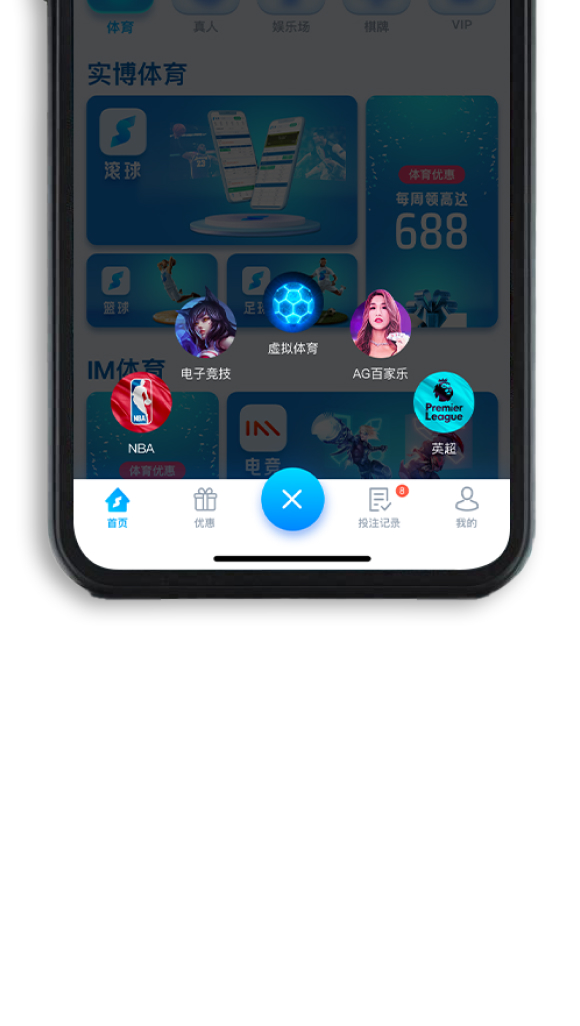 体育
真人
娱乐场
棋牌
VIP
实博体育
滚球
体育优惠
每周领高达
688
篮球
足球
虚拟体育
电子竞技
AG百家乐
IM体育
NBA
Premier
League
NBA
英超
体育优惠
电竞
首页
优惠
投注记录
8
我的